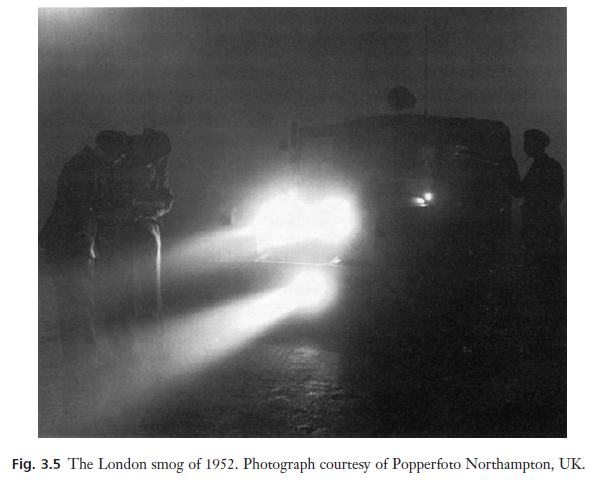 Fig. 3.5 The London smog of 1952. Photograph courtesy of Popperfoto Northampton, UK.